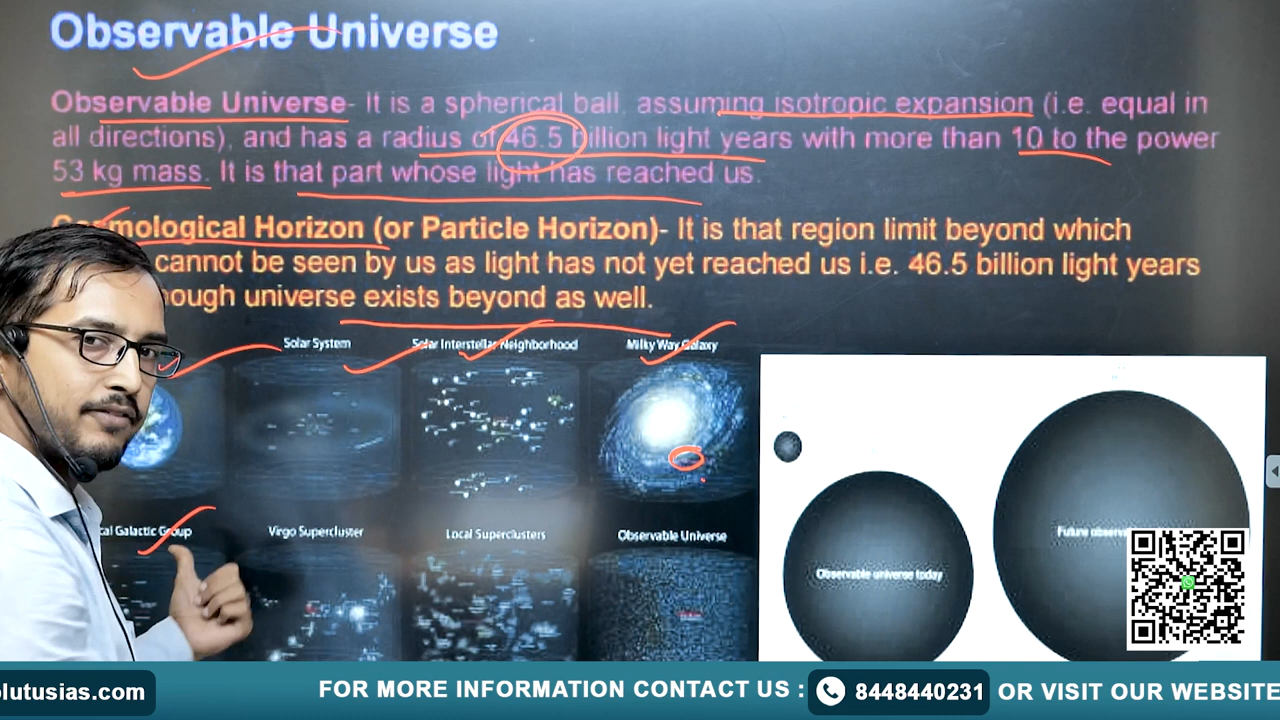 Observable Universe
Observable Universe- It is a spherical ball, assuming isotropic expansion (i.e. equal in
all directions), and has a radius of 46.5 billion light years with more than 10 to the power
53 kg mass. It is that part whose light has reached us.
Cosmological Horizon (or Particle Horizon)- It is that region limit beyond which
cannot be seen by us as light has not yet reached us i.e. 46.5 billion light years
hough universe exists beyond as well.
Solar System
Solar Interstellar Neighborhood
Milky Way Galaxy
cal Galactic Group
Virgo Supercluster
Local Superclusters
Observable Universe
Observable universe today
Future observ
olutusias.com
FOR MORE INFORMATION CONTACT US :
8448440231
OR VISIT OUR WEBSITE